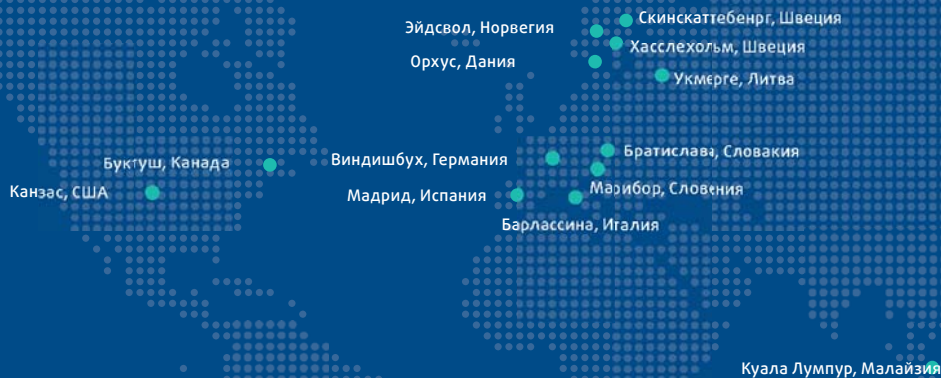 Скинскаттебенрг, Швеция
Эйдсвол, Норвегия
Хасслехольм, Швеция
Орхус, Дания
Укмерге, Литва
Братислава, Словакия
Виндишбух, Германия
Буктуш, Канада
Марибор, Словения
Канзас, США
Мадрид, Испания
Барлассина, Италия
Куала Лумпур, Малайзия